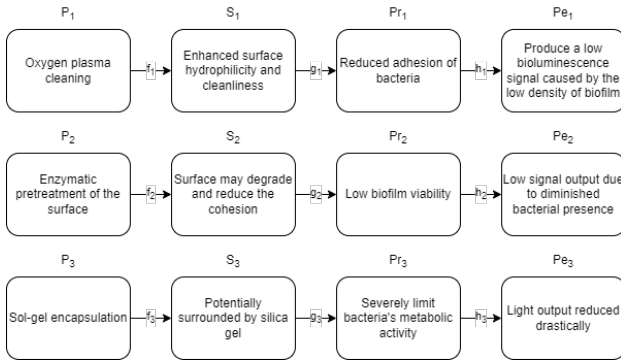 P1 S1 Pr1 Pe1
Oxygen plasma
cleaning
f1
Enhanced surface
hydrophilicity and
cleanliness
g1
Reduced adhesion of
bacteria
h1
Produce a low
bioluminescence
signal caused by the
low density of biofilm
P2 S2 Pr2 Pe2
Enzymatic
pretreatment of the
surface
f2
Surface may degrade
and reduce the
cohesion
g2
Low biofilm viability
h2
Low signal output due
to diminished
bacterial presence
P3 S3 Pr3 Pe3
Sol-gel encapsulation
f3
Potentially
surrounded by silica
gel
g3
Severely limit
bacteria's metabolic
activity
h3
Light output reduced
drastically